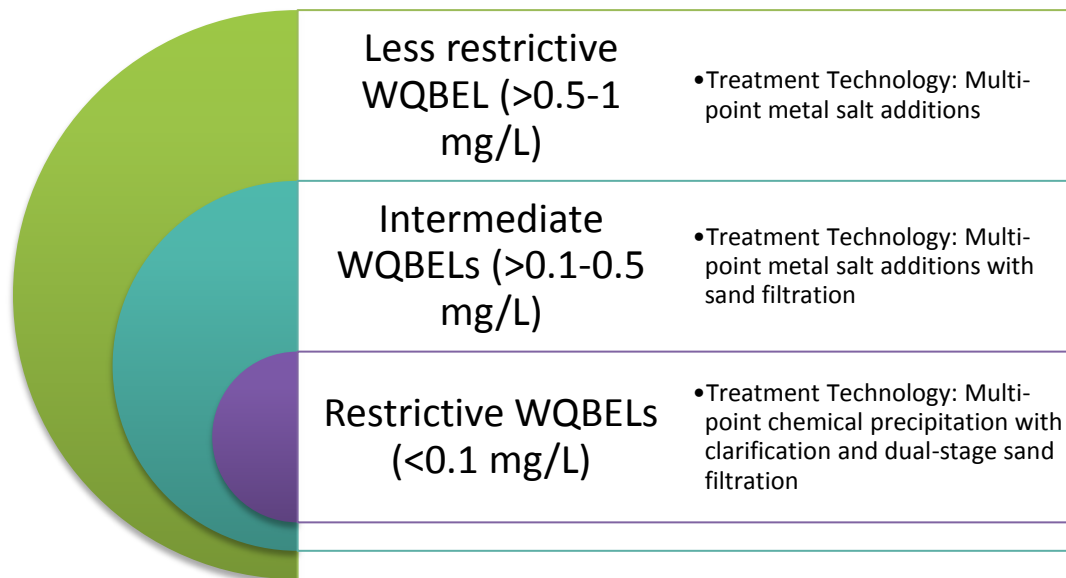 Less restrictive
WQBEL (>0.5-1
mg/L)
•Treatment Technology: Multi-
point metal salt additions
Intermediate
WQBELs (>0.1-0.5
mg/L)
•Treatment Technology: Multi-
point metal salt additions with
sand filtration
Restrictive WQBELs
(<0.1 mg/L)
•Treatment Technology: Multi-
point chemical precipitation with
clarification and dual-stage sand
filtration